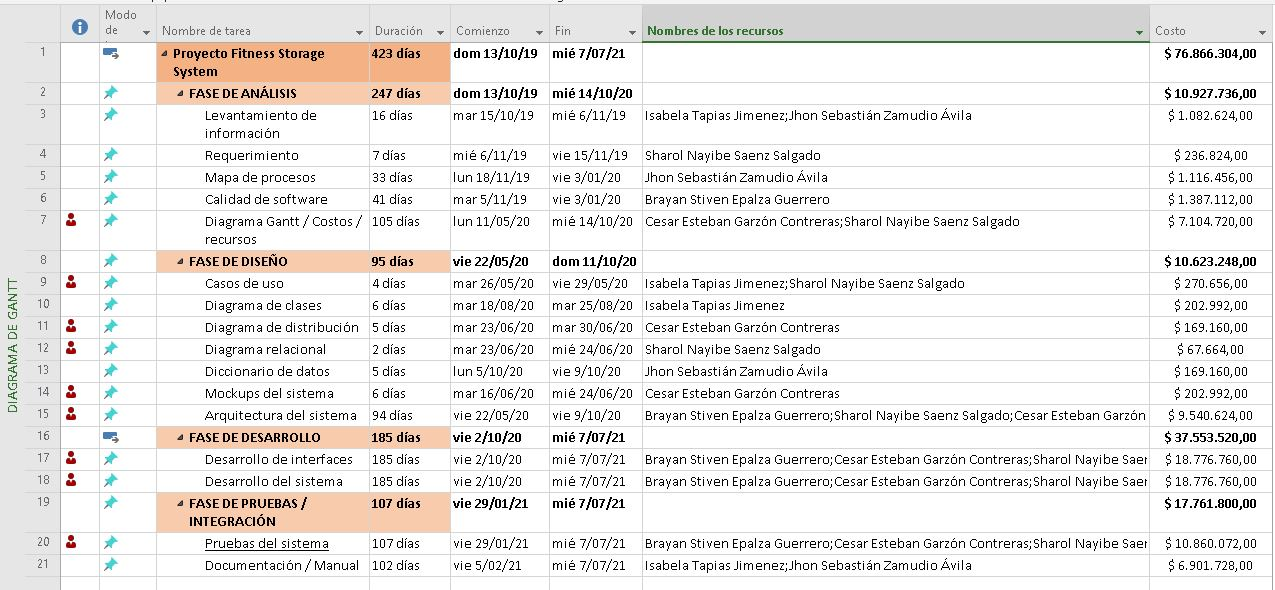 Modo de
Nombre de tarea Duración Comienzo Fin Nombres de los recursos Costo
DIAGRAMA DE GANTT
1 Proyecto Fitness Storage 423 días dom 13/10/19 mié 7/07/21 $ 76.866.304,00
System
2 FASE DE ANÁLISIS 247 días dom 13/10/19 mié 14/10/20 $ 10.927.736,00
3 Levantamiento de 16 días mar 15/10/19 mié 6/11/19 Isabela Tapias Jimenez;Jhon Sebastián Zamudio Ávila $ 1.082.624,00
información
4 Requerimiento 7 días mié 6/11/19 vie 15/11/19 Sharol Nayibe Saenz Salgado $ 236.824,00
5 Mapa de procesos 33 días lun 18/11/19 vie 3/01/20 Jhon Sebastián Zamudio Ávila $ 1.116.456,00
6 Calidad de software 41 días mar 5/11/19 vie 3/01/20 Brayan Stiven Epalza Guerrero $ 1.387.112,00
7 Diagrama Gantt / Costos / 105 días lun 11/05/20 mié 14/10/20 Cesar Esteban Garzón Contreras;Sharol Nayibe Saenz Salgado $ 7.104.720,00
recursos
8 FASE DE DISEÑO 95 días vie 22/05/20 dom 11/10/20 $ 10.623.248,00
9 Casos de uso 4 días mar 26/05/20 vie 29/05/20 Isabela Tapias Jimenez;Sharol Nayibe Saenz Salgado $ 270.656,00
10 Diagrama de clases 6 días mar 18/08/20 mar 25/08/20 Isabela Tapias Jimenez $ 202.992,00
11 Diagrama de distribución 5 días mar 23/06/20 mar 30/06/20 Cesar Esteban Garzón Contreras $ 169.160,00
12 Diagrama relacional 2 días mar 23/06/20 mié 24/06/20 Sharol Nayibe Saenz Salgado $ 67.664,00
13 Diccionario de datos 5 días lun 5/10/20 vie 9/10/20 Jhon Sebastián Zamudio Ávila $ 169.160,00
14 Mockups del sistema 6 días mar 16/06/20 mié 24/06/20 Cesar Esteban Garzón Contreras $ 202.992,00
15 Arquitectura del sistema 94 días vie 22/05/20 vie 9/10/20 Brayan Stiven Epalza Guerrero;Sharol Nayibe Saenz Salgado;Cesar Esteban Garzón $ 9.540.624,00
16 FASE DE DESARROLLO 185 días vie 2/10/20 mié 7/07/21 $ 37.553.520,00
17 Desarrollo de interfaces 185 días vie 2/10/20 mié 7/07/21 Brayan Stiven Epalza Guerrero;Cesar Esteban Garzón Contreras;Sharol Nayibe Saer $ 18.776.760,00
18 Desarrollo del sistema 185 días vie 2/10/20 mié 7/07/21 Brayan Stiven Epalza Guerrero;Cesar Esteban Garzón Contreras;Sharol Nayibe Saer $ 18.776.760,00
19 FASE DE PRUEBAS / 107 días vie 29/01/21 mié 7/07/21 $ 17.761.800,00
INTEGRACIÓN
20 Pruebas del sistema 107 días vie 29/01/21 mié 7/07/21 Brayan Stiven Epalza Guerrero;Cesar Esteban Garzón Contreras;Sharol Nayibe Saer $ 10.860.072,00
21 Documentación / Manual 102 días vie 5/02/21 mié 7/07/21 Isabela Tapias Jimenez;Jhon Sebastián Zamudio Ávila $ 6.901.728,00